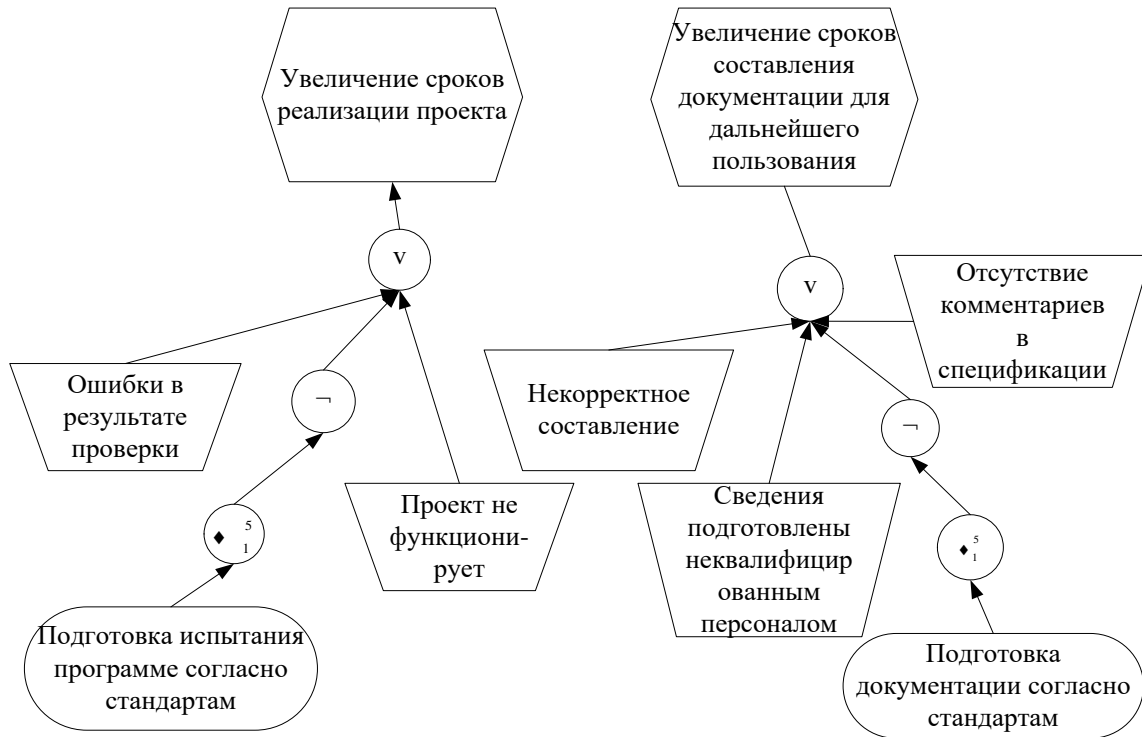 Увеличение сроков
реализации проекта
Увеличение сроков
составления
документации для
дальнейшего
пользования
v
v
Отсутствие
комментариев
в
спецификации
Ошибки в
результате
проверки
¬
Некорректное
составление
¬
Проект не
функциони-
рует
Сведения
подготовлены
неквалифицир
ованным
персоналом
♦ 5
1
♦ 5
1
Подготовка испытания
программе согласно
стандартам
Подготовка
документации согласно
стандартам